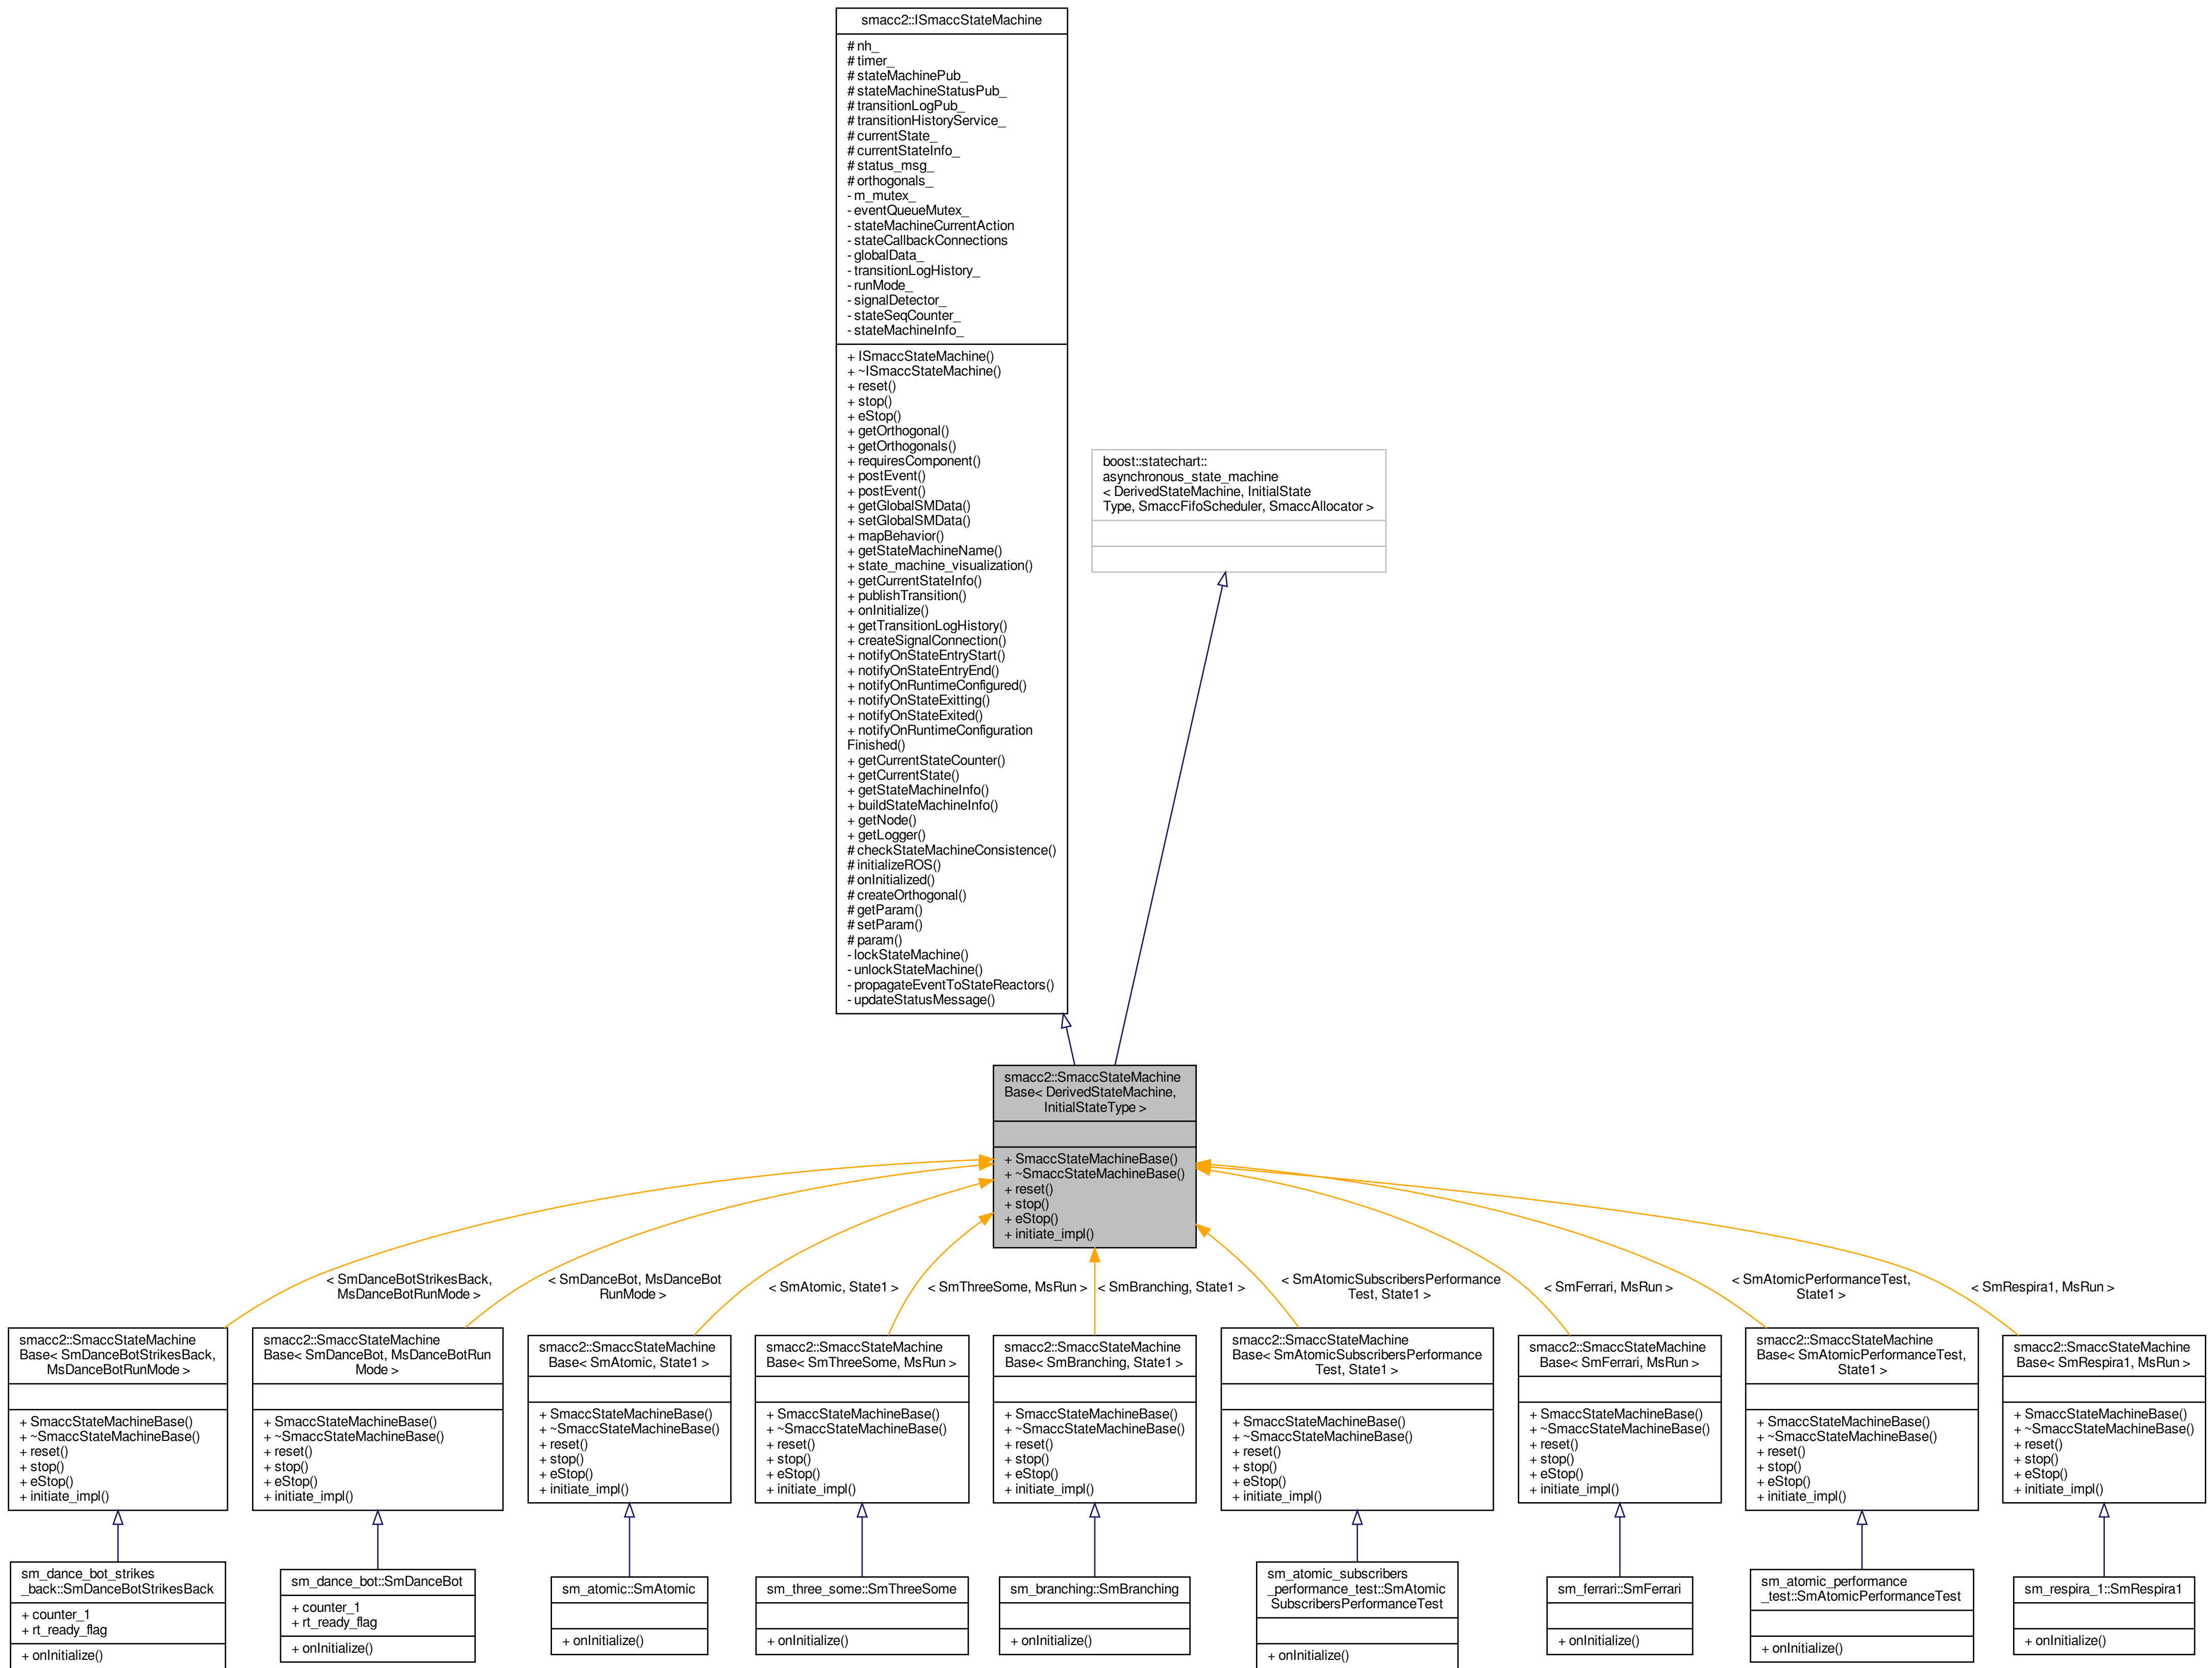 smacc2::ISmaccStateMachine
# nh_
# timer_
# stateMachinePub_
# stateMachineStatusPub_
# transitionLogPub_
# transitionHistoryService_
# currentState_
# currentStateInfo_
# status_msg_
# orthogonals_
- m_mutex_
- eventQueueMutex_
- stateMachineCurrentAction
- stateCallbackConnections
- globalData_
- transitionLogHistory_
- runMode_
- signalDetector_
- stateSeqCounter_
- stateMachineInfo_
+ ISmaccStateMachine()
+ ~ISmaccStateMachine()
+ reset()
+ stop()
+ eStop()
+ getOrthogonal()
+ getOrthogonals()
+ requiresComponent()
+ postEvent()
+ postEvent()
+ getGlobalSMData()
+ setGlobalSMData()
+ mapBehavior()
+ getStateMachineName()
+ state_machine_visualization()
+ getCurrentStateInfo()
+ publishTransition()
+ onInitialize()
+ getTransitionLogHistory()
+ createSignalConnection()
+ notifyOnStateEntryStart()
+ notifyOnStateEntryEnd()
+ notifyOnRuntimeConfigured()
+ notifyOnStateExitting()
+ notifyOnStateExited()
+ notifyOnRuntimeConfiguration
Finished()
+ getCurrentStateCounter()
+ getCurrentState()
+ getStateMachineInfo()
+ buildStateMachineInfo()
+ getNode()
+ getLogger()
# checkStateMachineConsistence()
# initializeROS()
# onInitialized()
# createOrthogonal()
# getParam()
# setParam()
# param()
- lockStateMachine()
- unlockStateMachine()
- propagateEventToStateReactors()
- updateStatusMessage()
boost::statechart::
asynchronous_state_machine
< DerivedStateMachine, InitialState
Type, SmaccFifoScheduler, SmaccAllocator >
smacc2::SmaccStateMachine
Base< DerivedStateMachine,
InitialStateType >
+ SmaccStateMachineBase()
+ ~SmaccStateMachineBase()
+ reset()
+ stop()
+ eStop()
+ initiate_impl()
< SmDanceBotStrikesBack,
MsDanceBotRunMode >
< SmDanceBot, MsDanceBot
RunMode >
< SmAtomic, State1 >
< SmThreeSome, MsRun >
< SmBranching, State1 >
< SmAtomicSubscribersPerformance
Test, State1 >
< SmFerrari, MsRun >
< SmAtomicPerformanceTest,
State1 >
< SmRespira1, MsRun >
smacc2::SmaccStateMachine
Base< SmDanceBotStrikesBack,
MsDanceBotRunMode >
+ SmaccStateMachineBase()
+ ~SmaccStateMachineBase()
+ reset()
+ stop()
+ eStop()
+ initiate_impl()
smacc2::SmaccStateMachine
Base< SmDanceBot, MsDanceBotRun
Mode >
+ SmaccStateMachineBase()
+ ~SmaccStateMachineBase()
+ reset()
+ stop()
+ eStop()
+ initiate_impl()
smacc2::SmaccStateMachine
Base< SmAtomic, State1 >
+ SmaccStateMachineBase()
+ ~SmaccStateMachineBase()
+ reset()
+ stop()
+ eStop()
+ initiate_impl()
smacc2::SmaccStateMachine
Base< SmThreeSome, MsRun >
+ SmaccStateMachineBase()
+ ~SmaccStateMachineBase()
+ reset()
+ stop()
+ eStop()
+ initiate_impl()
smacc2::SmaccStateMachine
Base< SmBranching, State1 >
+ SmaccStateMachineBase()
+ ~SmaccStateMachineBase()
+ reset()
+ stop()
+ eStop()
+ initiate_impl()
smacc2::SmaccStateMachine
Base< SmAtomicSubscribersPerformance
Test, State1 >
+ SmaccStateMachineBase()
+ ~SmaccStateMachineBase()
+ reset()
+ stop()
+ eStop()
+ initiate_impl()
smacc2::SmaccStateMachine
Base< SmFerrari, MsRun >
+ SmaccStateMachineBase()
+ ~SmaccStateMachineBase()
+ reset()
+ stop()
+ eStop()
+ initiate_impl()
smacc2::SmaccStateMachine
Base< SmAtomicPerformanceTest,
State1 >
+ SmaccStateMachineBase()
+ ~SmaccStateMachineBase()
+ reset()
+ stop()
+ eStop()
+ initiate_impl()
smacc2::SmaccStateMachine
Base< SmRespira1, MsRun >
+ SmaccStateMachineBase()
+ ~SmaccStateMachineBase()
+ reset()
+ stop()
+ eStop()
+ initiate_impl()
sm_dance_bot_strikes
_back::SmDanceBotStrikesBack
+ counter_1
+ rt_ready_flag
+ onInitialize()
sm_dance_bot::SmDanceBot
+ counter_1
+ rt_ready_flag
+ onInitialize()
sm_atomic::SmAtomic
+ onInitialize()
sm_three_some::SmThreeSome
+ onInitialize()
sm_branching::SmBranching
+ onInitialize()
sm_atomic_subscribers
_performance_test::SmAtomic
SubscribersPerformanceTest
+ onInitialize()
sm_ferrari::SmFerrari
+ onInitialize()
sm_atomic_performance
_test::SmAtomicPerformanceTest
+ onInitialize()
sm_respira_1::SmRespira1
+ onInitialize()